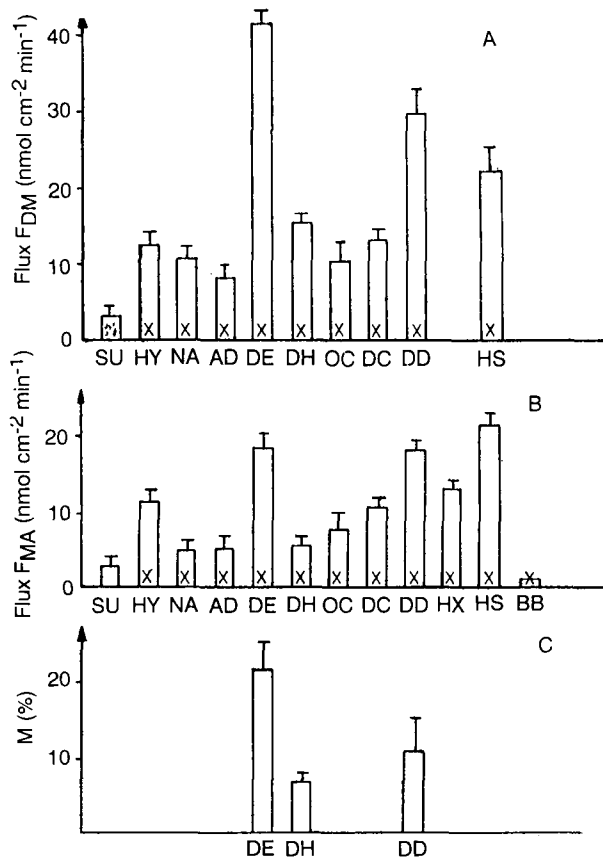 A
Flux F_DM (nmol cm⁻² min⁻¹)
40
30
20
10
0
X X X X X X X X X
SU HY NA AD DE DH OC DC DD HS
B
Flux F_MA (nmol cm⁻² min⁻¹)
20
10
0
X X X X X X X X X X X
SU HY NA AD DE DH OC DC DD HX HS BB
C
M (%)
20
10
DE DH DD